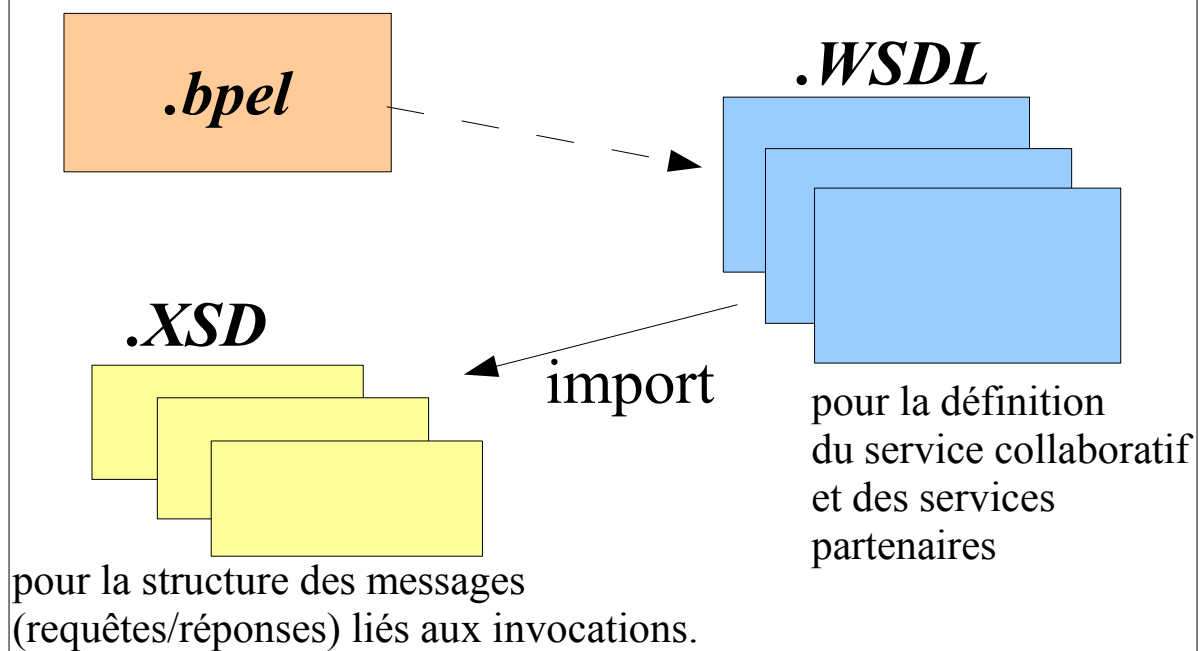 .bpel
.WSDL
.XSD
import
pour la définition
du service collaboratif
et des services
partenaires
pour la structure des messages
(requêtes/réponses) liés aux invocations.